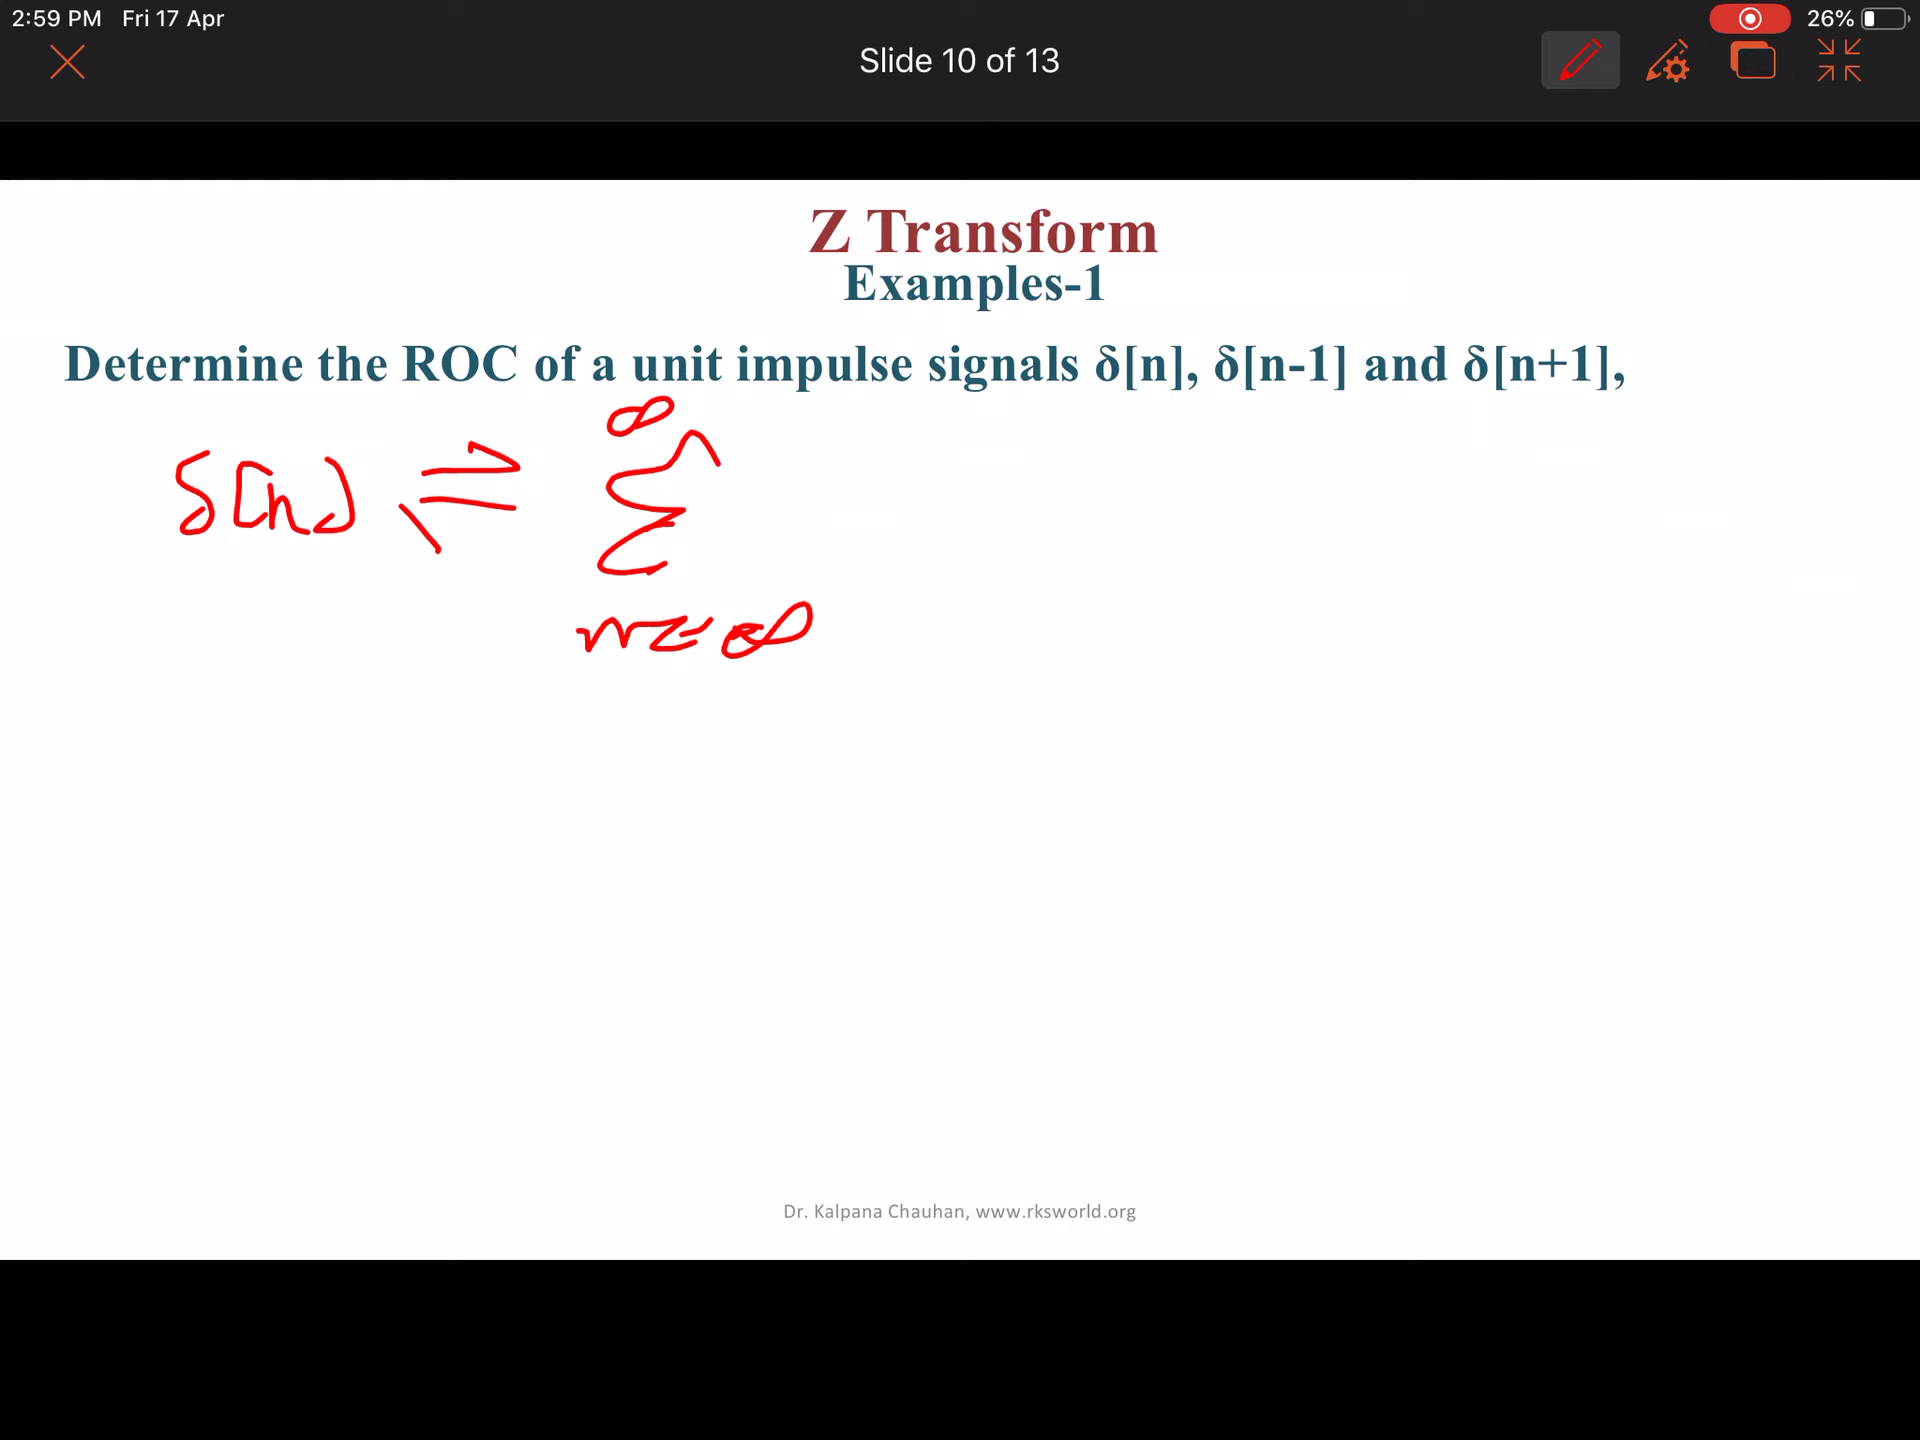 2:59 PM Fri 17 Apr
26%
Slide 10 of 13
Z Transform
Examples-1
Determine the ROC of a unit impulse signals δ[n], δ[n-1] and δ[n+1],
∞
δ[n] ⇌ Σ
n=-∞
Dr. Kalpana Chauhan, www.rksworld.org